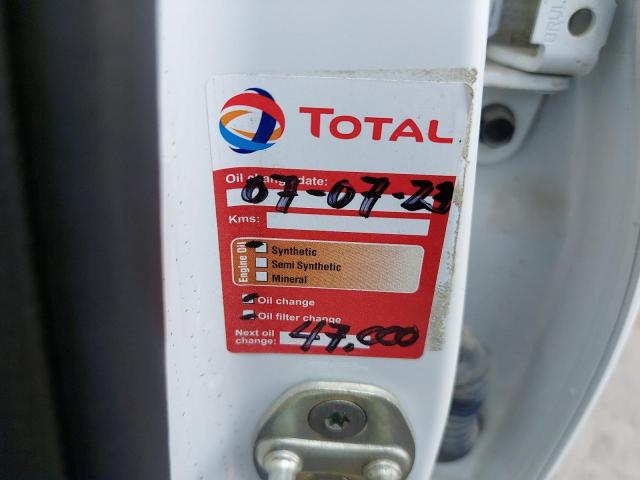 BRUL
TOTAL
Oil change date:
07-07-23
Kms:
Engine Oil
Synthetic
Semi Synthetic
Mineral
Oil change
Oil filter change
Next oil
change: 47,000